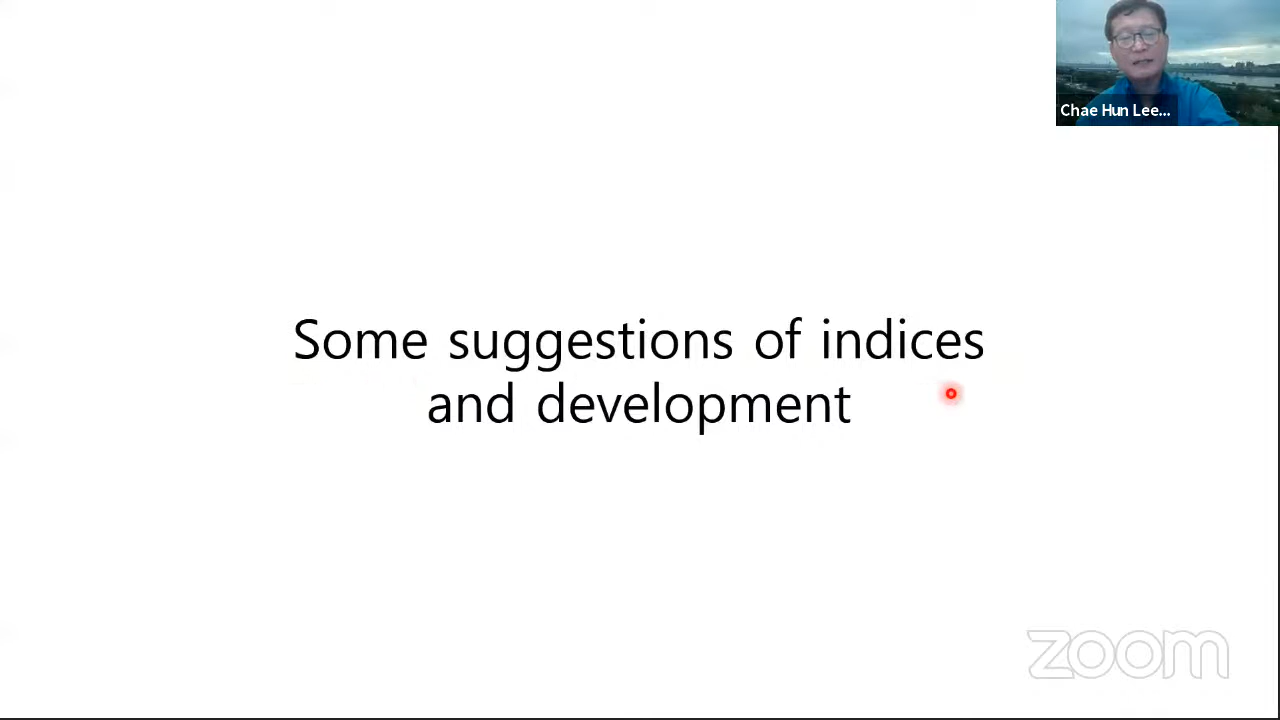 Chae Hun Lee...
Some suggestions of indices
and development
zoom